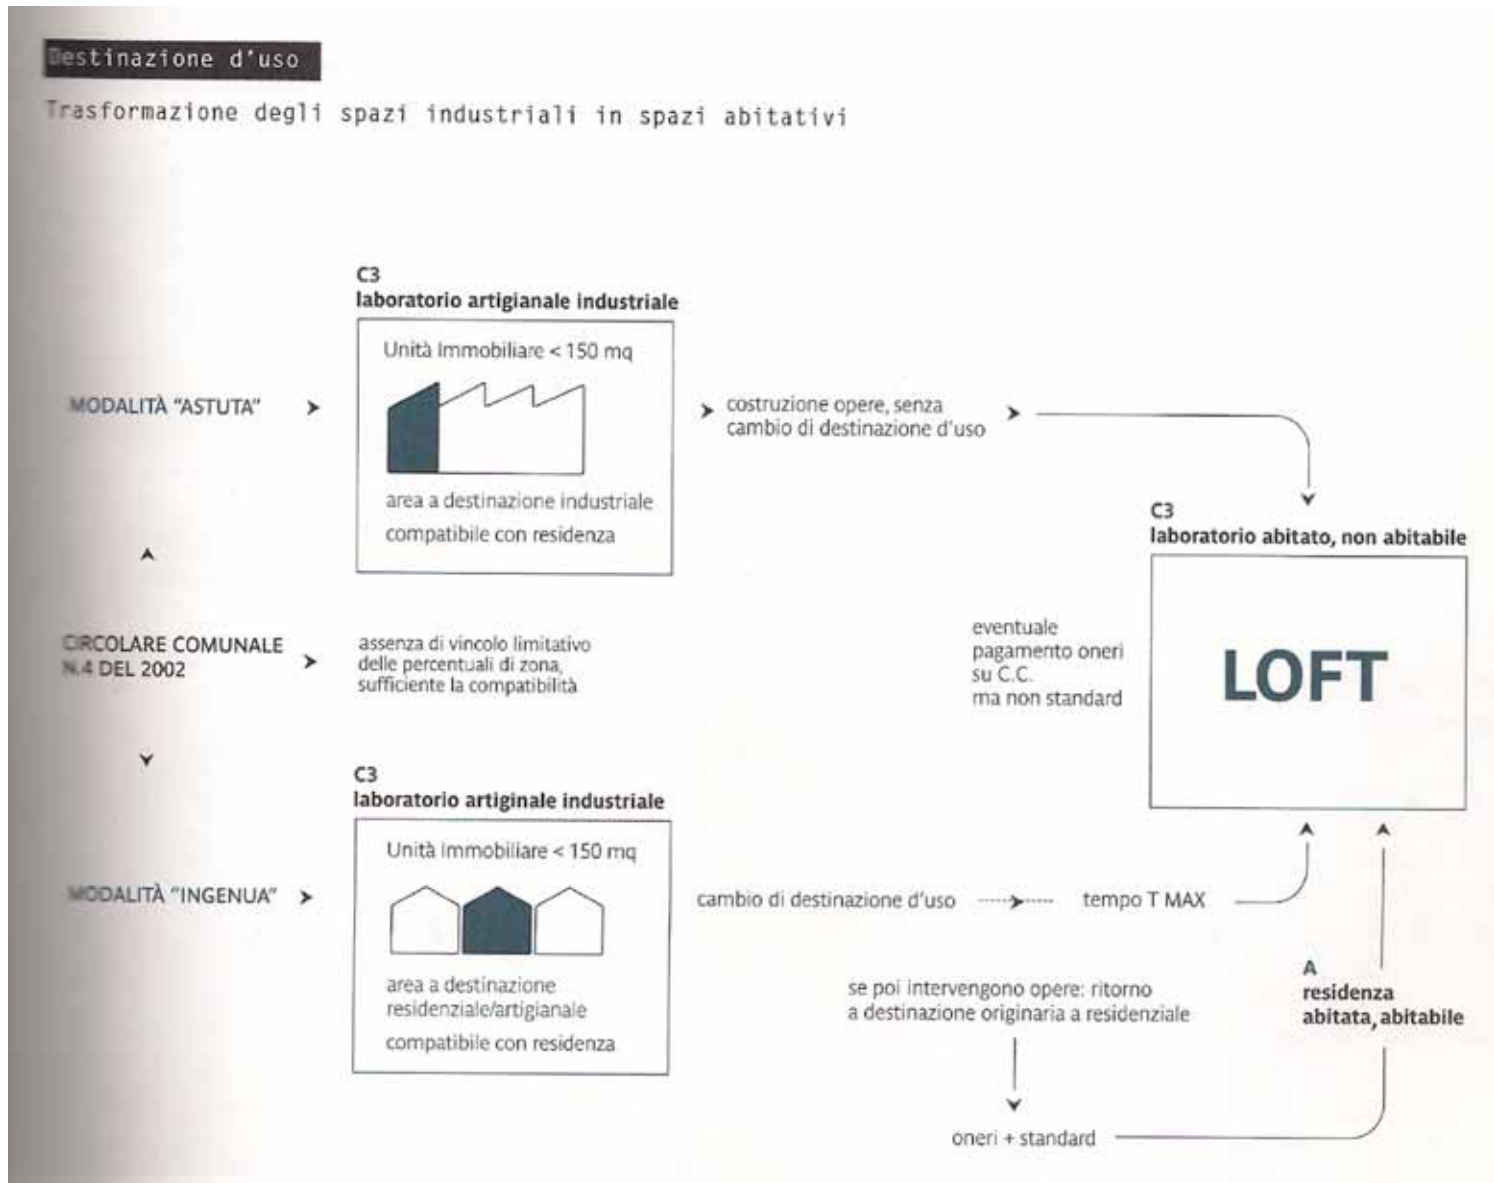 Destinazione d'uso
Trasformazione degli spazi industriali in spazi abitativi
C3
laboratorio artigianale industriale
Unità Immobiliare < 150 mq
area a destinazione industriale
compatibile con residenza
MODALITÀ "ASTUTA"
costruzione opere, senza
cambio di destinazione d'uso
C3
laboratorio abitato, non abitabile
LOFT
eventuale
pagamento oneri
su C.C.
ma non standard
CIRCOLARE COMUNALE
N.4 DEL 2002
assenza di vincolo limitativo
delle percentuali di zona,
sufficiente la compatibilità
C3
laboratorio artiginale industriale
Unità Immobiliare < 150 mq
area a destinazione
residenziale/artigianale
compatibile con residenza
MODALITÀ "INGENUA"
cambio di destinazione d'uso
tempo T MAX
se poi intervengono opere: ritorno
a destinazione originaria a residenziale
oneri + standard
A
residenza
abitata, abitabile